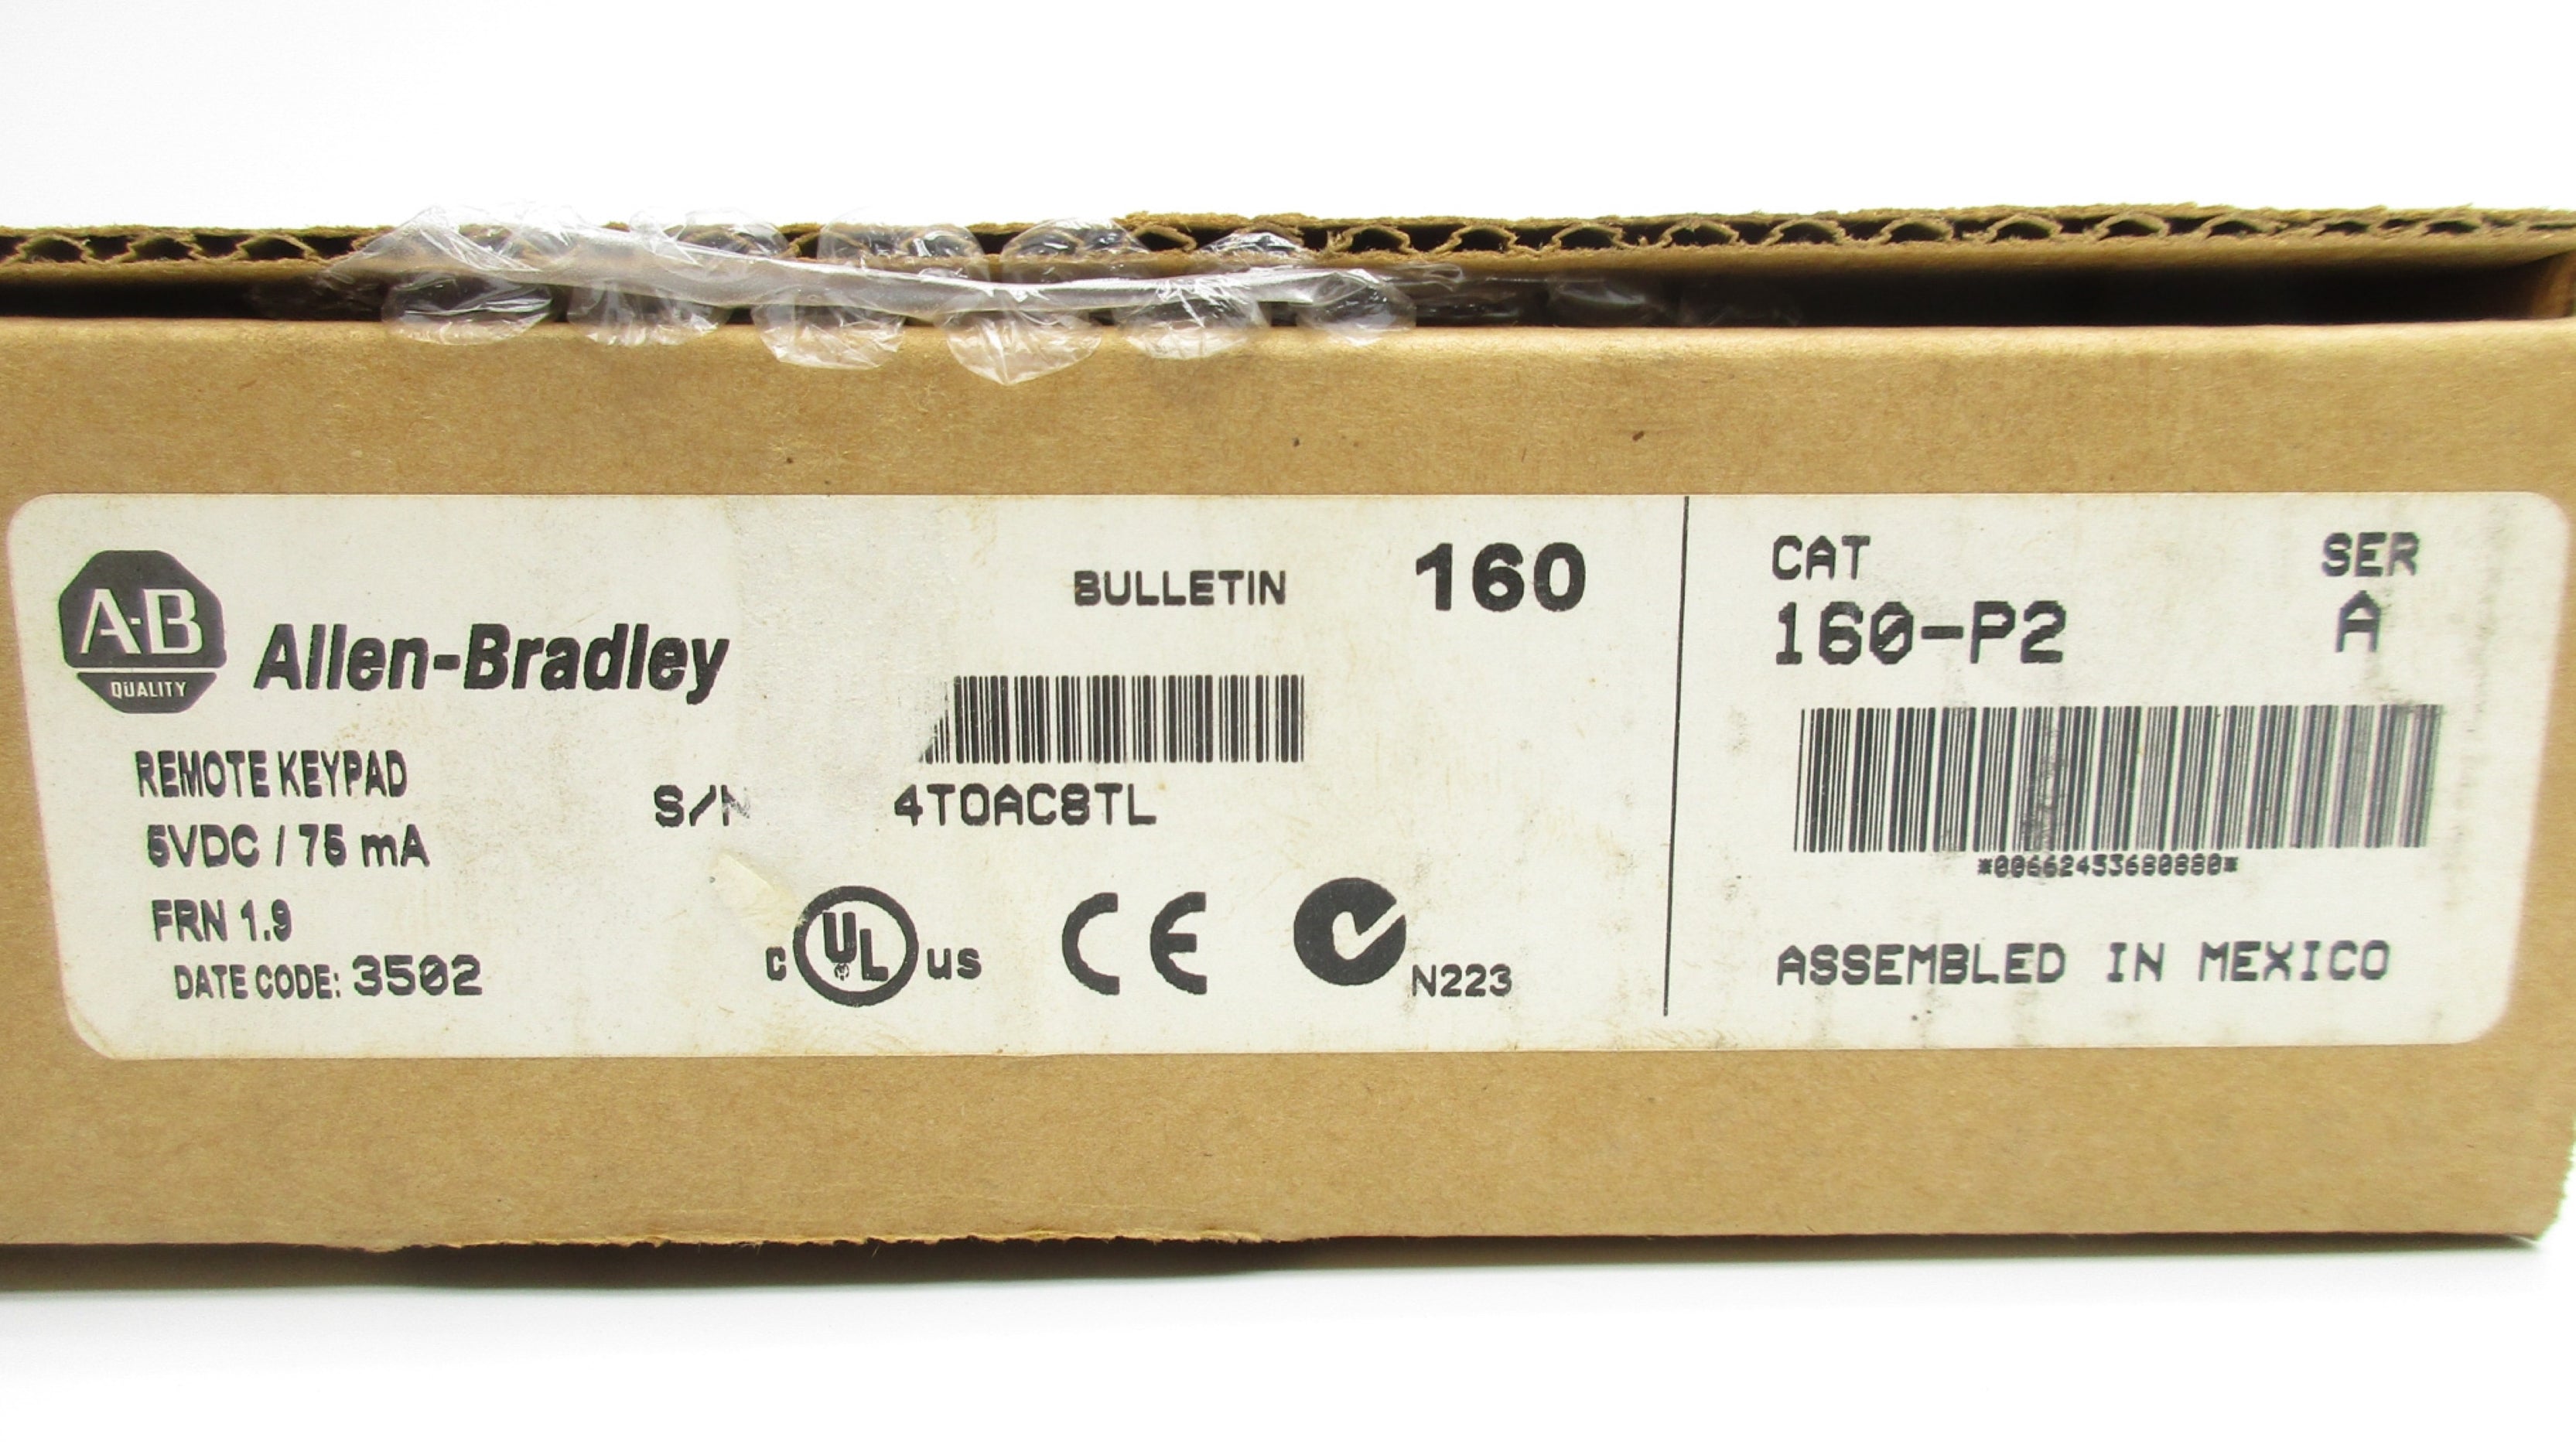 A-B
QUALITY
Allen-Bradley
REMOTE KEYPAD
5VDC / 75 mA
FRN 1.9
DATE CODE: 3502
BULLETIN 160
S/N 4T0AC8TL
C UL US CE N223
CAT SER
160-P2 A
*00662453680880*
ASSEMBLED IN MEXICO